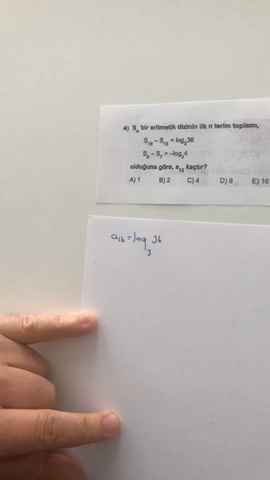 4) Sₙ bir aritmetik dizinin ilk n terim toplamı,
S₁₆ – S₁₅ = log₃36
S₈ – S₇ = –log₃4
olduğuna göre, a₁₂ kaçtır?
A) 1 B) 2 C) 4 D) 8 E) 16
a₁₆ = log₃ 36